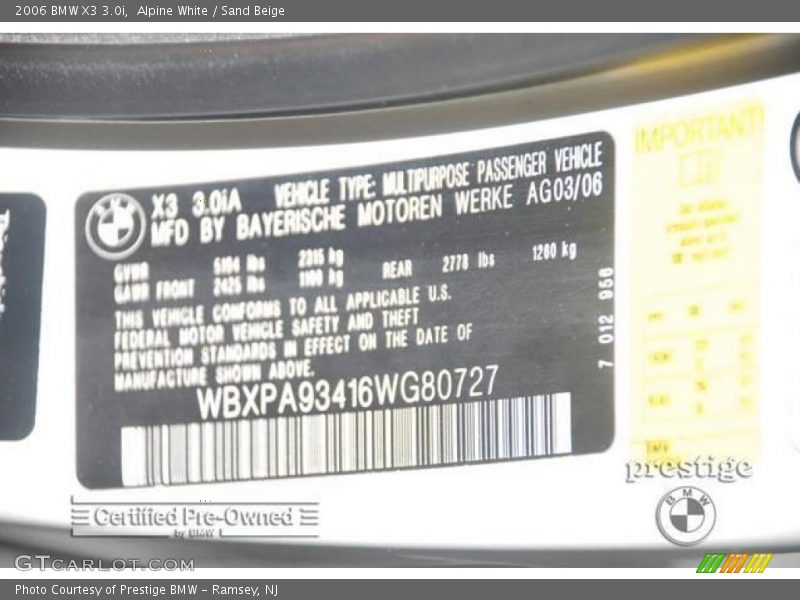 2006 BMW X3 3.0i,  Alpine White / Sand Beige
IMPORTANT!
X3 3.0iA VEHICLE TYPE: MULTIPURPOSE PASSENGER VEHICLE
MFD BY BAYERISCHE MOTOREN WERKE AG03/06
GVWR lbs kg
GAWR FRONT 2425 lbs 1100 kg REAR 2778 lbs 1260 kg
THIS VEHICLE CONFORMS TO ALL APPLICABLE U.S.
FEDERAL MOTOR VEHICLE SAFETY AND THEFT
PREVENTION STANDARDS IN EFFECT ON THE DATE OF
MANUFACTURE SHOWN ABOVE.
WBXPA93416WG80727
7 012 956
prestige
BMW
Certified Pre-Owned
by BMW
GTCARLOT.COM
Photo Courtesy of Prestige BMW – Ramsey, NJ